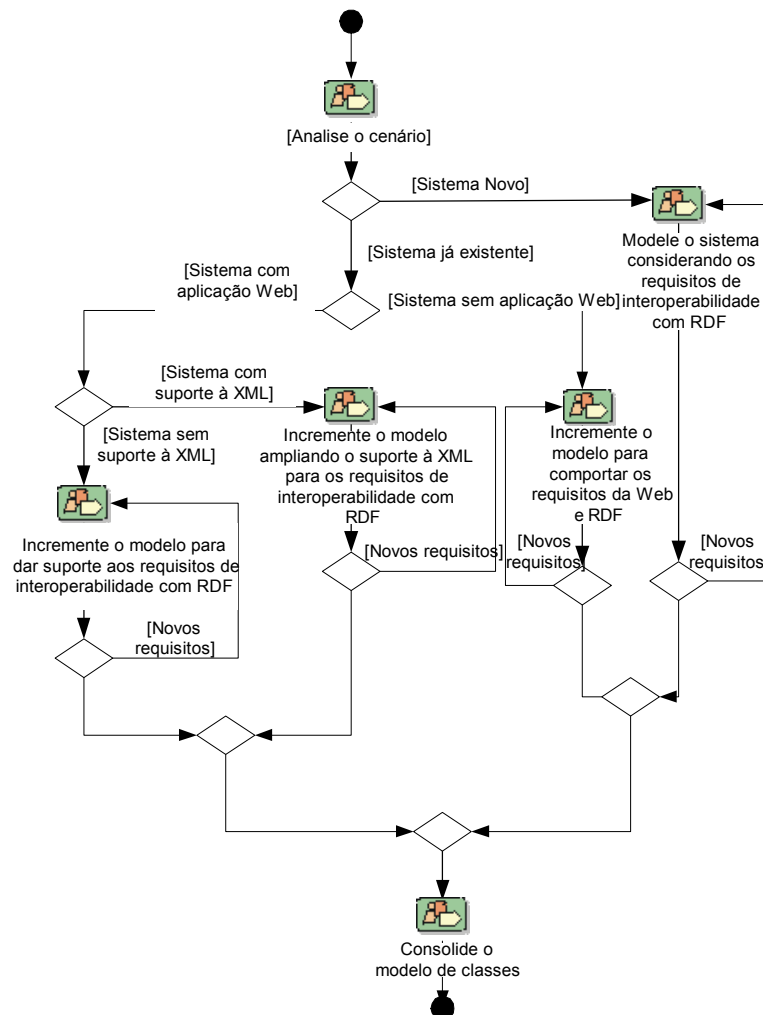 [Analise o cenário]
[Sistema Novo]
Modele o sistema
considerando os
requisitos de
interoperabilidade
com RDF
[Sistema já existente]
[Sistema com
aplicação Web]
[Sistema sem aplicação Web]
[Sistema com
suporte à XML]
[Sistema sem
suporte à XML]
Incremente o modelo
ampliando o suporte à XML
para os requisitos de
interoperabilidade com
RDF
Incremente o
modelo para
comportar os
requisitos da Web
e RDF
Incremente o modelo para
dar suporte aos requisitos de
interoperabilidade com RDF
[Novos requisitos]
[Novos
requisitos]
[Novos
requisitos]
[Novos
requisitos]
Consolide o
modelo de classes